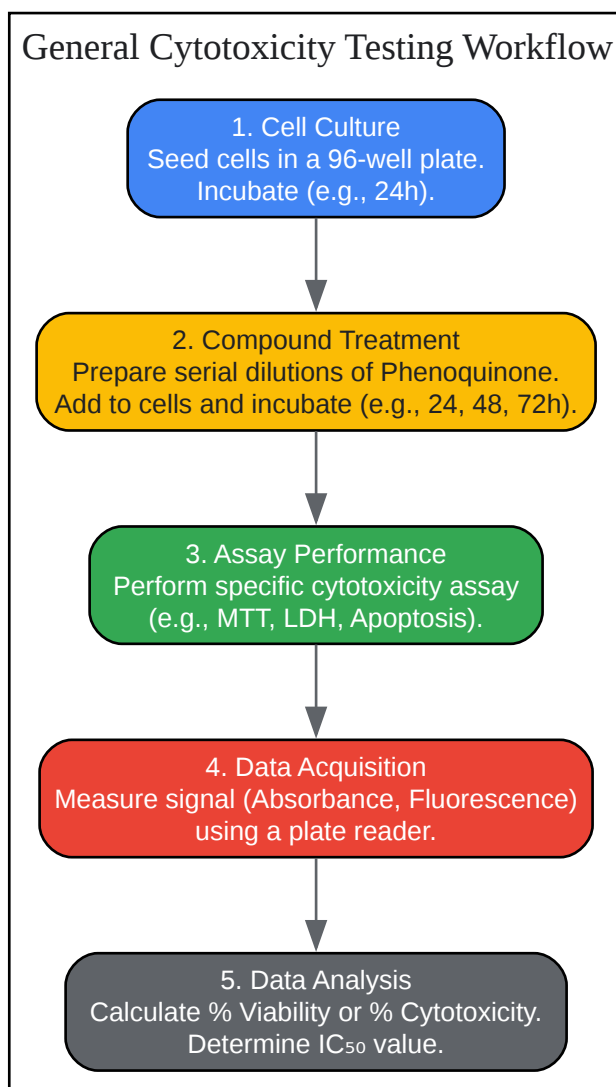 General Cytotoxicity Testing Workflow
1. Cell Culture
Seed cells in a 96-well plate.
Incubate (e.g., 24h).
2. Compound Treatment
Prepare serial dilutions of Phenoquinone.
Add to cells and incubate (e.g., 24, 48, 72h).
3. Assay Performance
Perform specific cytotoxicity assay
(e.g., MTT, LDH, Apoptosis).
4. Data Acquisition
Measure signal (Absorbance, Fluorescence)
using a plate reader.
5. Data Analysis
Calculate % Viability or % Cytotoxicity.
Determine IC₅₀ value.